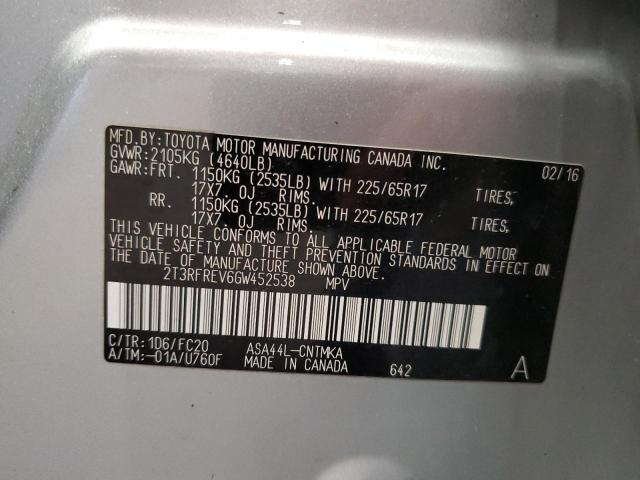 MFD.BY:TOYOTA MOTOR MANUFACTURING CANADA INC.
GVWR:2105KG (4640LB) 02/16
GAWR:FRT. 1150KG (2535LB) WITH 225/65R17 TIRES,
17X7. 0J RIMS.
RR. 1150KG (2535LB) WITH 225/65R17 TIRES,
17X7. 0J RIMS.
THIS VEHICLE CONFORMS TO ALL APPLICABLE FEDERAL MOTOR
VEHICLE SAFETY AND THEFT PREVENTION STANDARDS IN EFFECT ON
THE DATE OF MANUFACTURE SHOWN ABOVE.
2T3RFREV6GW452538 MPV
C/TR:1D6/FC20 ASA44L-CNTMKA
A/TM:-01A/U760F MADE IN CANADA 642 A